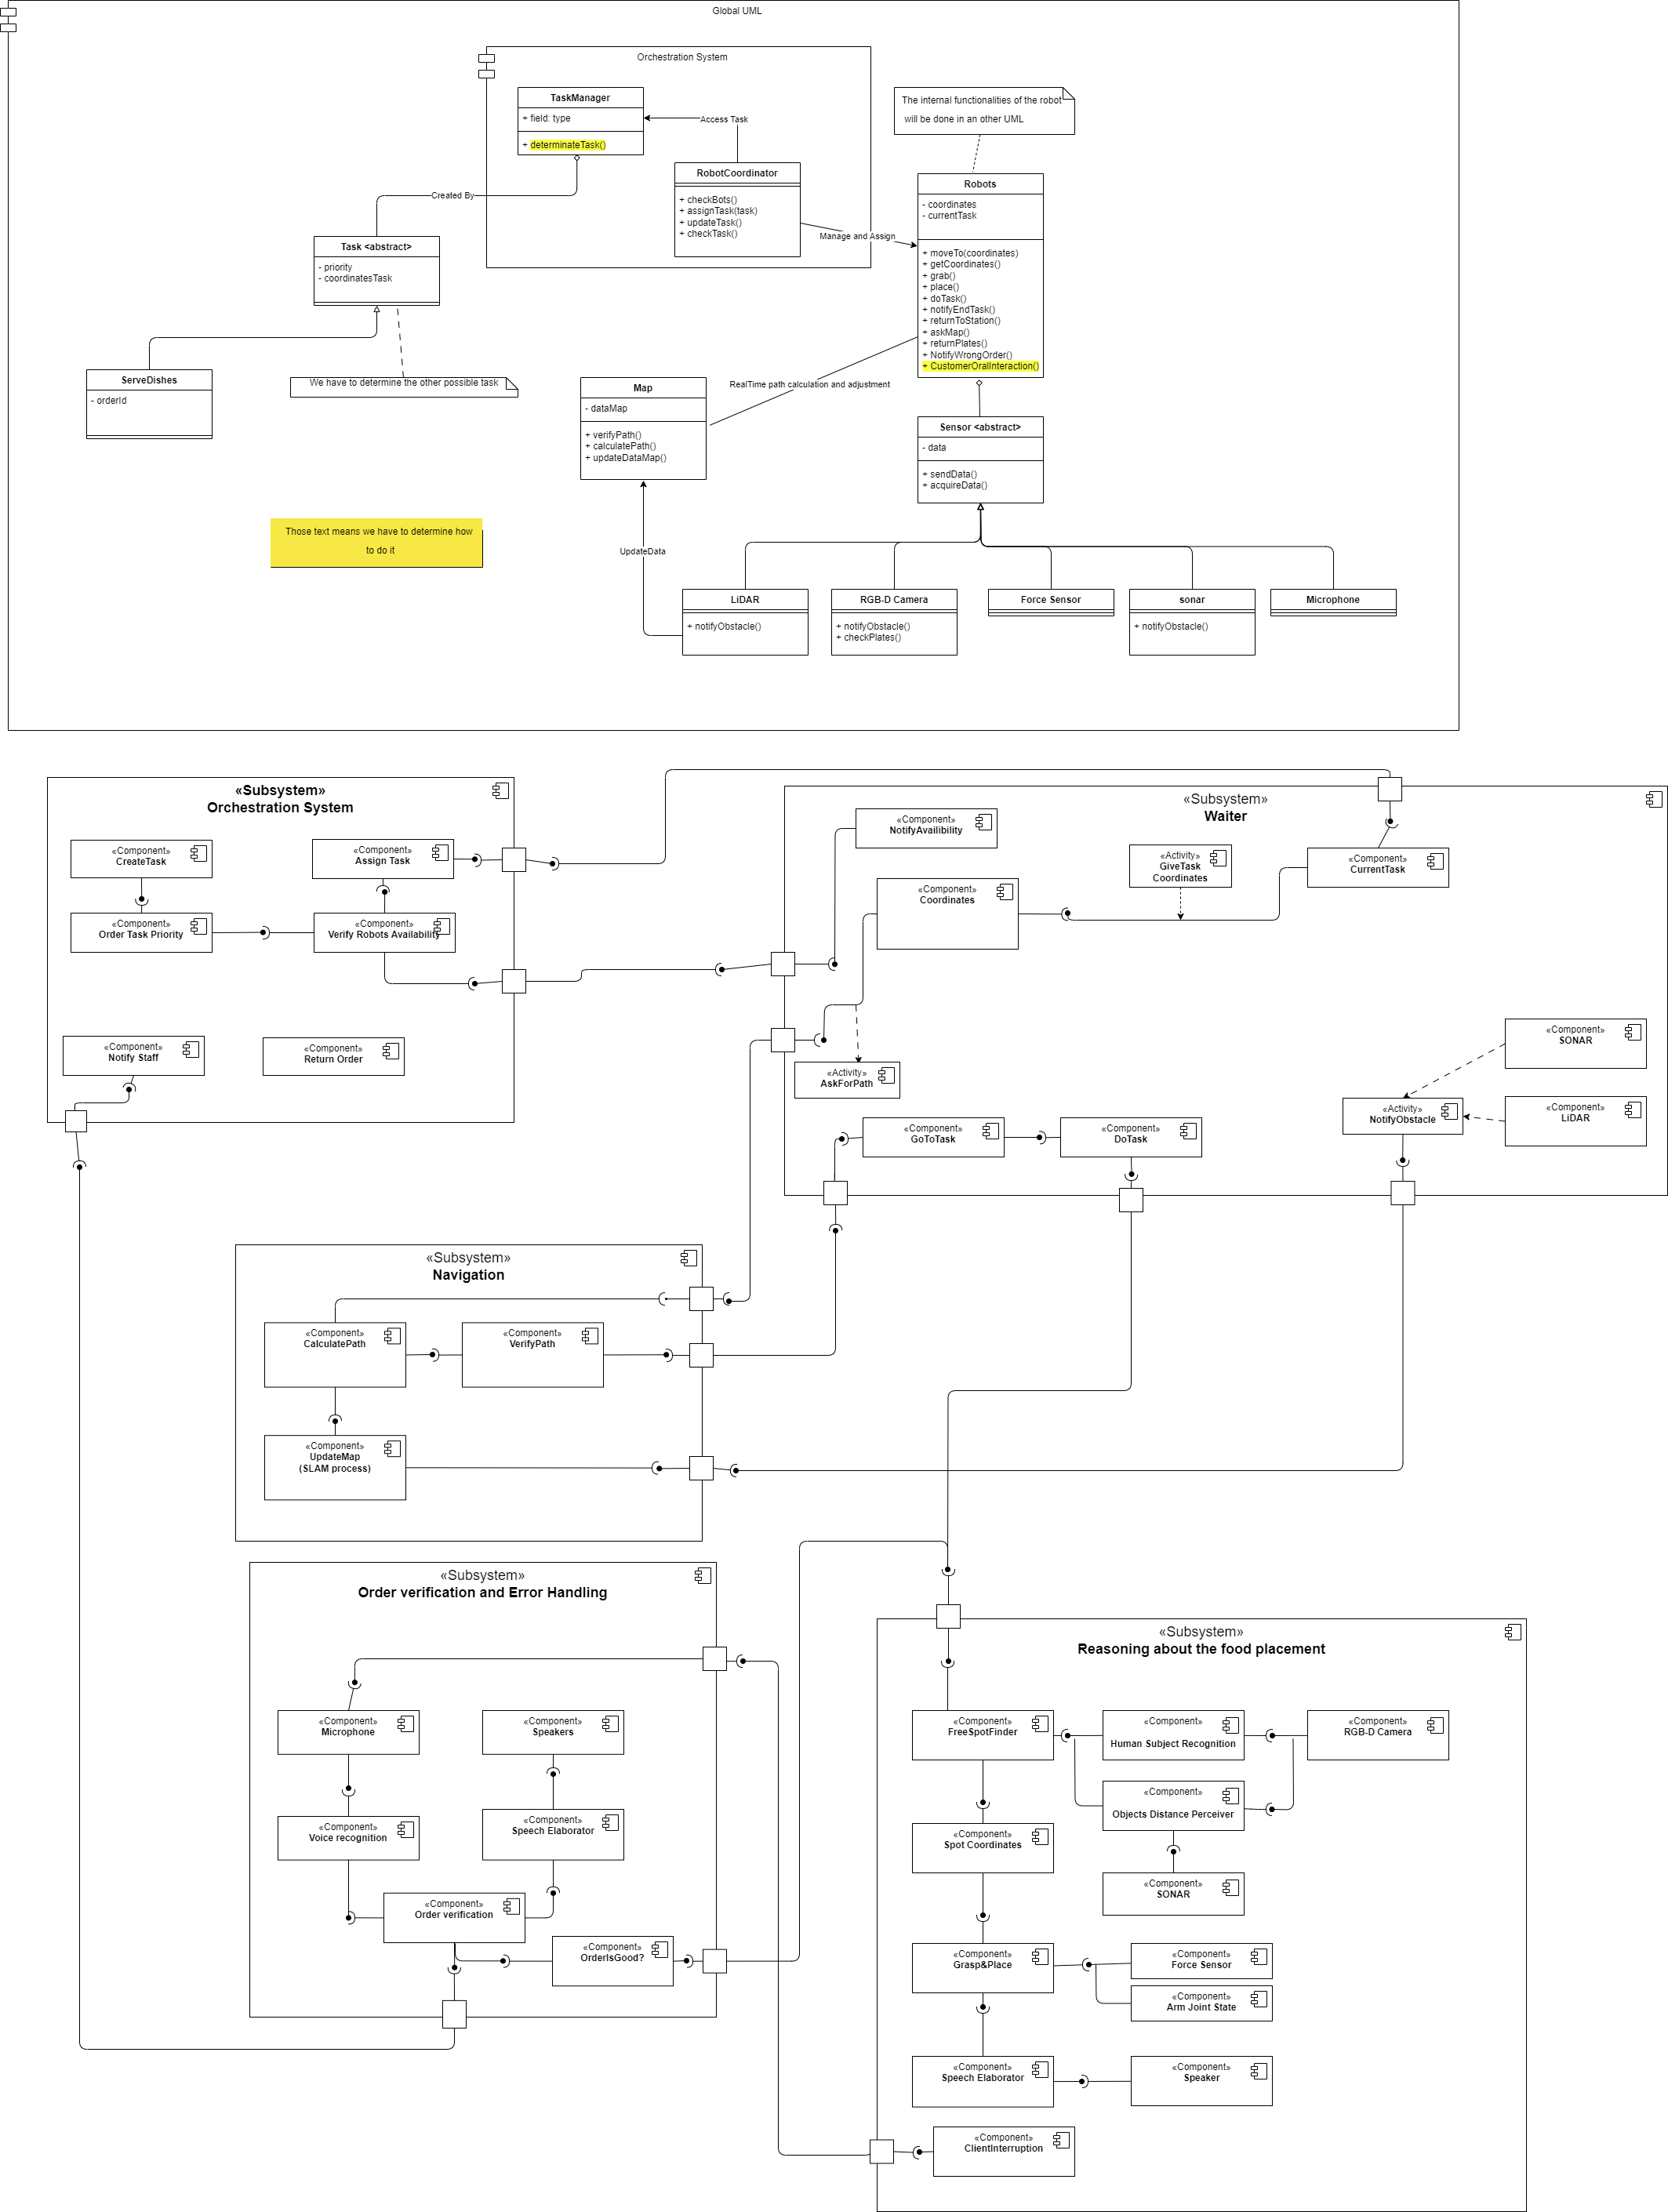 Global UML
Orchestration System
TaskManager
+ field: type
+ determinateTask()
Access Task
RobotCoordinator
+ checkBots()
+ assignTask(task)
+ updateTask()
+ checkTask()
Created By
Manage and Assign
The internal functionalities of the robot
will be done in an other UML
Robots
- coordinates
- currentTask
+ moveTo(coordinates)
+ getCoordinates()
+ grab()
+ place()
+ doTask()
+ notifyEndTask()
+ returnToStation()
+ askMap()
+ returnPlates()
+ NotifyWrongOrder()
+ CustomerOralInteraction()
Task <abstract>
- priority
- coordinatesTask
ServeDishes
- orderId
We have to determine the other possible task
Map
- dataMap
+ verifyPath()
+ calculatePath()
+ updateDataMap()
RealTime path calculation and adjustment
Sensor <abstract>
- data
+ sendData()
+ acquireData()
Those text means we have to determine how
to do it
UpdateData
LiDAR
+ notifyObstacle()
RGB-D Camera
+ notifyObstacle()
+ checkPlates()
Force Sensor
sonar
+ notifyObstacle()
Microphone
«Subsystem»
Orchestration System
«Component»
CreateTask
«Component»
Assign Task
«Component»
Order Task Priority
«Component»
Verify Robots Availability
«Component»
Notify Staff
«Component»
Return Order
«Subsystem»
Waiter
«Component»
NotifyAvailibility
«Component»
Coordinates
«Activity»
GiveTask
Coordinates
«Component»
CurrentTask
«Activity»
AskForPath
«Component»
GoToTask
«Component»
DoTask
«Component»
SONAR
«Activity»
NotifyObstacle
«Component»
LiDAR
«Subsystem»
Navigation
«Component»
CalculatePath
«Component»
VerifyPath
«Component»
UpdateMap
(SLAM process)
«Subsystem»
Order verification and Error Handling
«Component»
Microphone
«Component»
Speakers
«Component»
Voice recognition
«Component»
Speech Elaborator
«Component»
Order verification
«Component»
OrderIsGood?
«Subsystem»
Reasoning about the food placement
«Component»
FreeSpotFinder
«Component»
Human Subject Recognition
«Component»
RGB-D Camera
«Component»
Objects Distance Perceiver
«Component»
Spot Coordinates
«Component»
SONAR
«Component»
Grasp&Place
«Component»
Force Sensor
«Component»
Arm Joint State
«Component»
Speech Elaborator
«Component»
Speaker
«Component»
ClientInterruption